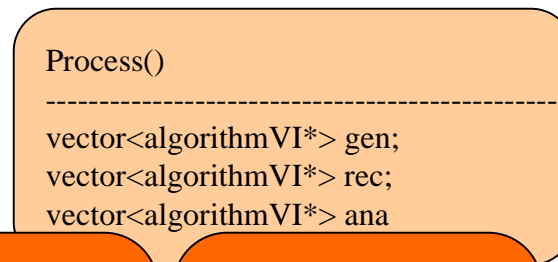 Process()
------------------------------------------------
vector<algorithmVI*> gen;
vector<algorithmVI*> rec;
vector<algorithmVI*> ana